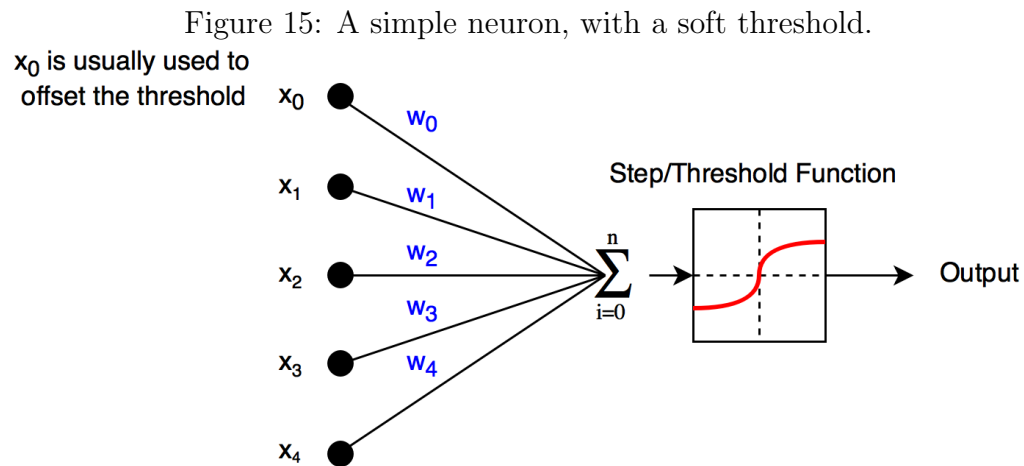 Figure 15: A simple neuron, with a soft threshold.
x₀ is usually used to
offset the threshold
x₀
w₀
x₁
w₁
Step/Threshold Function
x₂
w₂
n
∑
i=0
Output
x₃
w₃
w₄
x₄